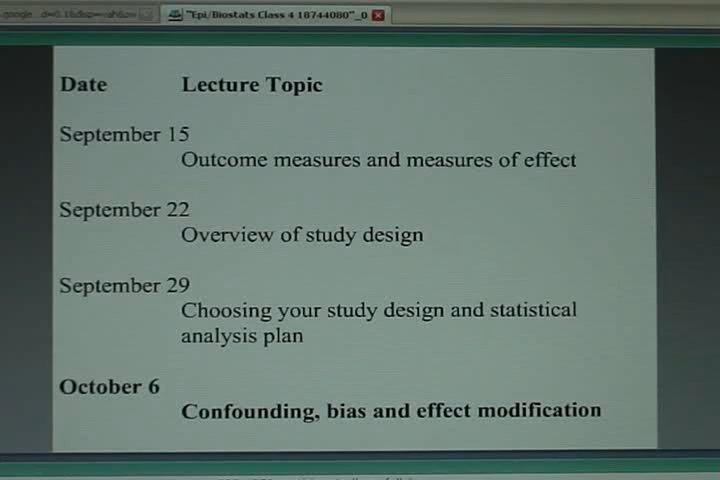 "Epi/Biostats Class 4 18744080"_0
Date Lecture Topic
September 15
Outcome measures and measures of effect
September 22
Overview of study design
September 29
Choosing your study design and statistical
analysis plan
October 6
Confounding, bias and effect modification